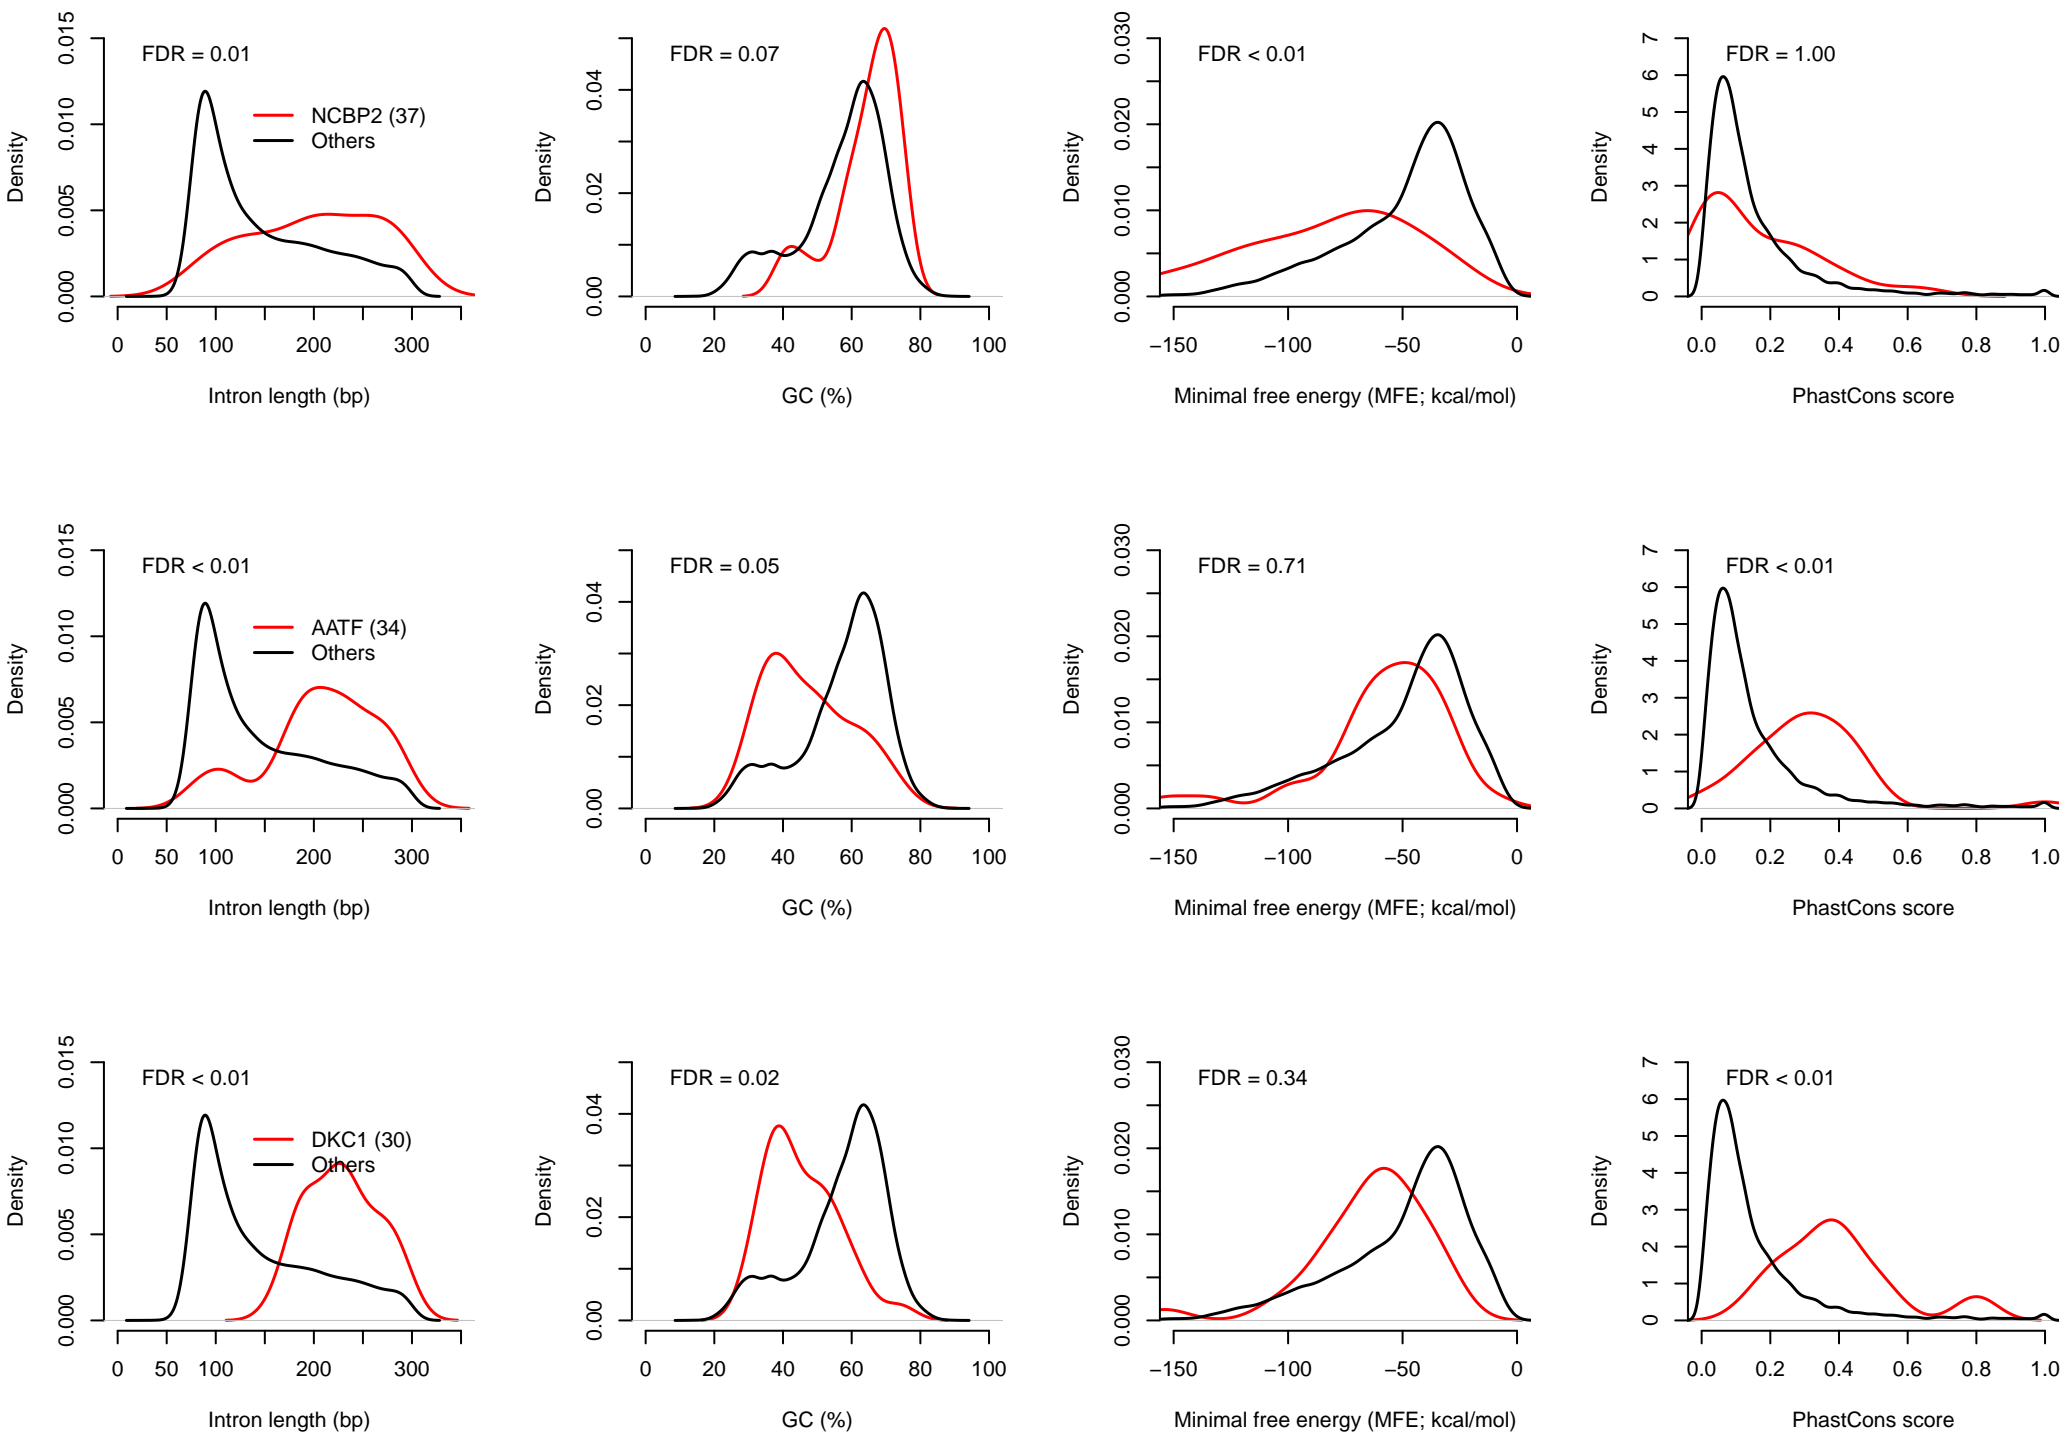 FDR = 0.01
NCBP2 (37)
Others
Density
0.000 0.005 0.010 0.015
0 50 100 200 300
Intron length (bp)
FDR = 0.07
Density
0.00 0.02 0.04
0 20 40 60 80 100
GC (%)
FDR < 0.01
Density
0.000 0.010 0.020 0.030
−150 −100 −50 0
Minimal free energy (MFE; kcal/mol)
FDR = 1.00
Density
0 1 2 3 4 5 6 7
0.0 0.2 0.4 0.6 0.8 1.0
PhastCons score
FDR < 0.01
AATF (34)
Others
Density
0.000 0.005 0.010 0.015
0 50 100 200 300
Intron length (bp)
FDR = 0.05
Density
0.00 0.02 0.04
0 20 40 60 80 100
GC (%)
FDR = 0.71
Density
0.000 0.010 0.020 0.030
−150 −100 −50 0
Minimal free energy (MFE; kcal/mol)
FDR < 0.01
Density
0 1 2 3 4 5 6 7
0.0 0.2 0.4 0.6 0.8 1.0
PhastCons score
FDR < 0.01
DKC1 (30)
Others
Density
0.000 0.005 0.010 0.015
0 50 100 200 300
Intron length (bp)
FDR = 0.02
Density
0.00 0.02 0.04
0 20 40 60 80 100
GC (%)
FDR = 0.34
Density
0.000 0.010 0.020 0.030
−150 −100 −50 0
Minimal free energy (MFE; kcal/mol)
FDR < 0.01
Density
0 1 2 3 4 5 6 7
0.0 0.2 0.4 0.6 0.8 1.0
PhastCons score